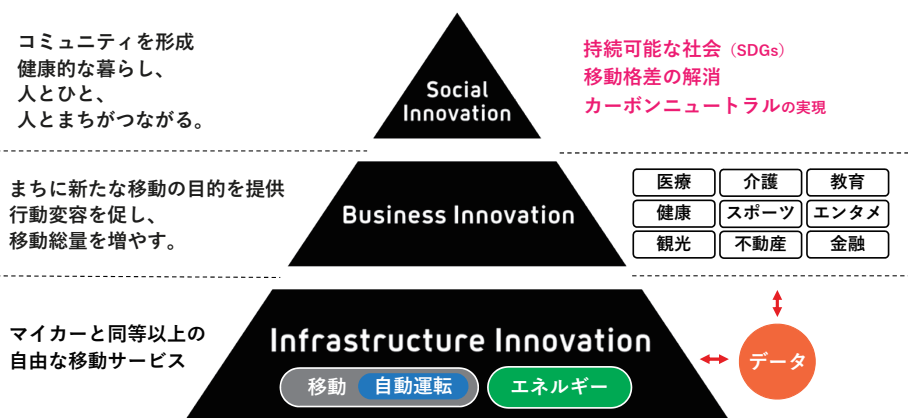 コミュニティを形成
健康的な暮らし、
人とひと、
人とまちがつながる。
Social
Innovation
持続可能な社会（SDGs）
移動格差の解消
カーボンニュートラルの実現
まちに新たな移動の目的を提供
行動変容を促し、
移動総量を増やす。
Business Innovation
医療 介護 教育
健康 スポーツ エンタメ
観光 不動産 金融
マイカーと同等以上の
自由な移動サービス
Infrastructure Innovation
移動 自動運転 エネルギー
データ